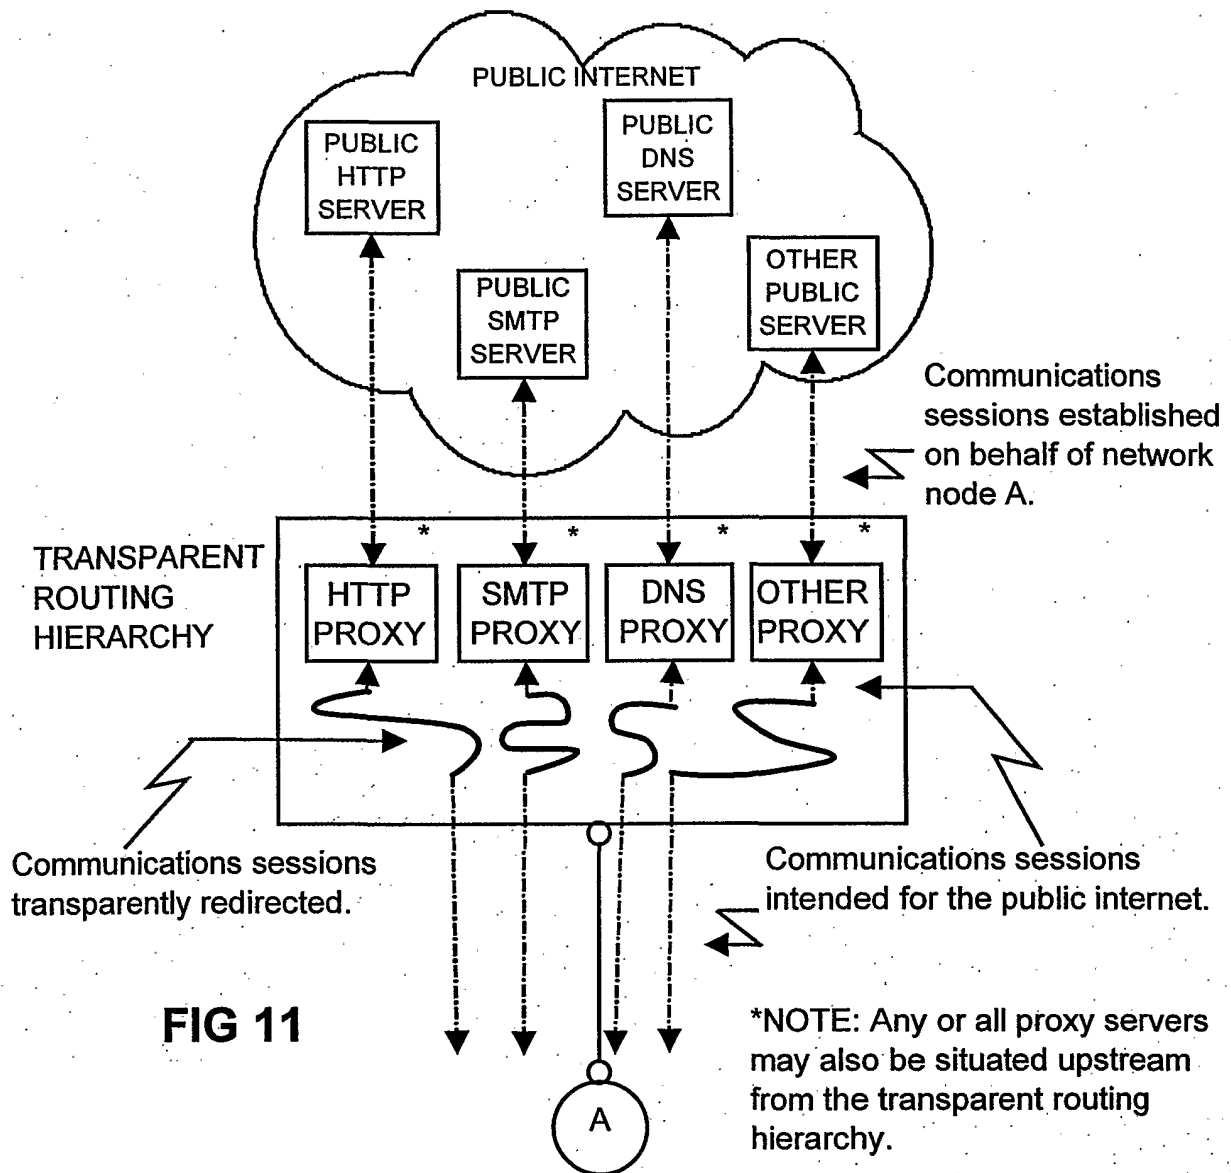 PUBLIC INTERNET
PUBLIC
HTTP
SERVER
PUBLIC
DNS
SERVER
PUBLIC
SMTP
SERVER
OTHER
PUBLIC
SERVER
Communications
sessions established
on behalf of network
node A.
TRANSPARENT
ROUTING
HIERARCHY
*
*
*
*
HTTP
PROXY
SMTP
PROXY
DNS
PROXY
OTHER
PROXY
Communications sessions
transparently redirected.
Communications sessions
intended for the public internet.
FIG 11
A
*NOTE: Any or all proxy servers
may also be situated upstream
from the transparent routing
hierarchy.